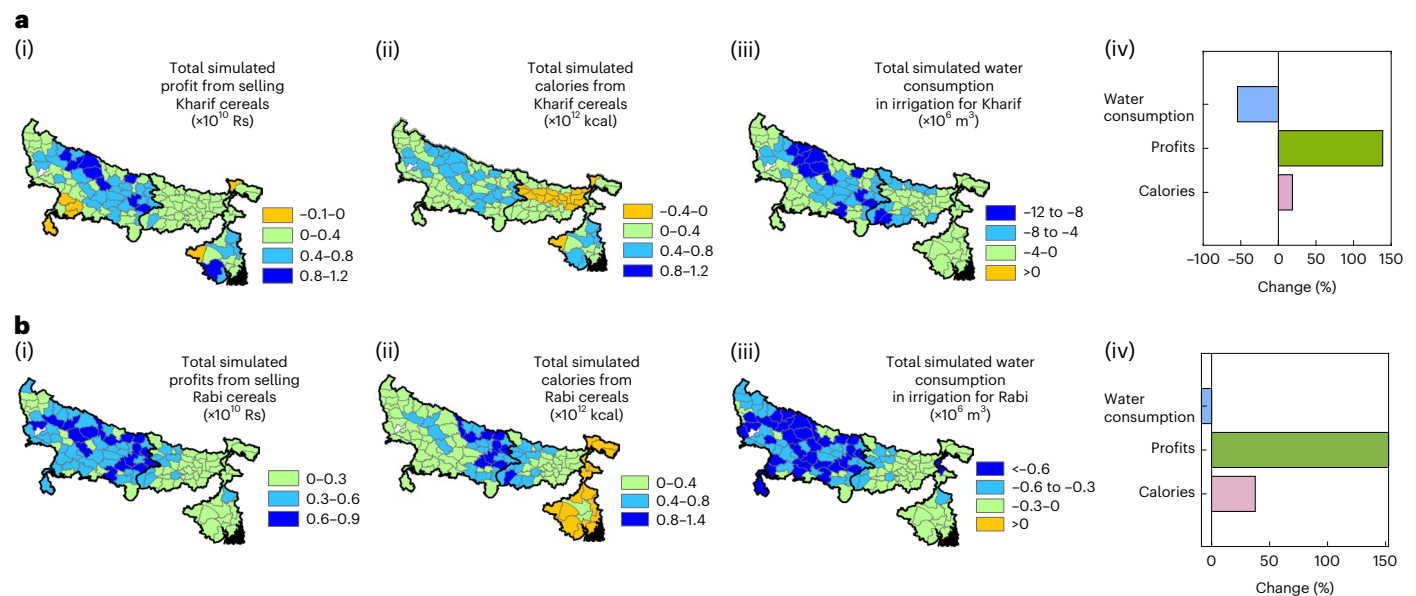 a
(i)
Total simulated
profit from selling
Kharif cereals
(×10¹⁰ Rs)
–0.1–0
0–0.4
0.4–0.8
0.8–1.2
(ii)
Total simulated
calories from
Kharif cereals
(×10¹² kcal)
–0.4–0
0–0.4
0.4–0.8
0.8–1.2
(iii)
Total simulated water
consumption
in irrigation for Kharif
(×10⁶ m³)
–12 to –8
–8 to –4
–4–0
>0
(iv)
Water
consumption
Profits
Calories
–100 –50 0 50 100 150
Change (%)
b
(i)
Total simulated
profits from selling
Rabi cereals
(×10¹⁰ Rs)
0–0.3
0.3–0.6
0.6–0.9
(ii)
Total simulated
calories from
Rabi cereals
(×10¹² kcal)
0–0.4
0.4–0.8
0.8–1.4
(iii)
Total simulated water
consumption
in irrigation for Rabi
(×10⁶ m³)
<–0.6
–0.6 to –0.3
–0.3–0
>0
(iv)
Water
consumption
Profits
Calories
0 50 100 150
Change (%)